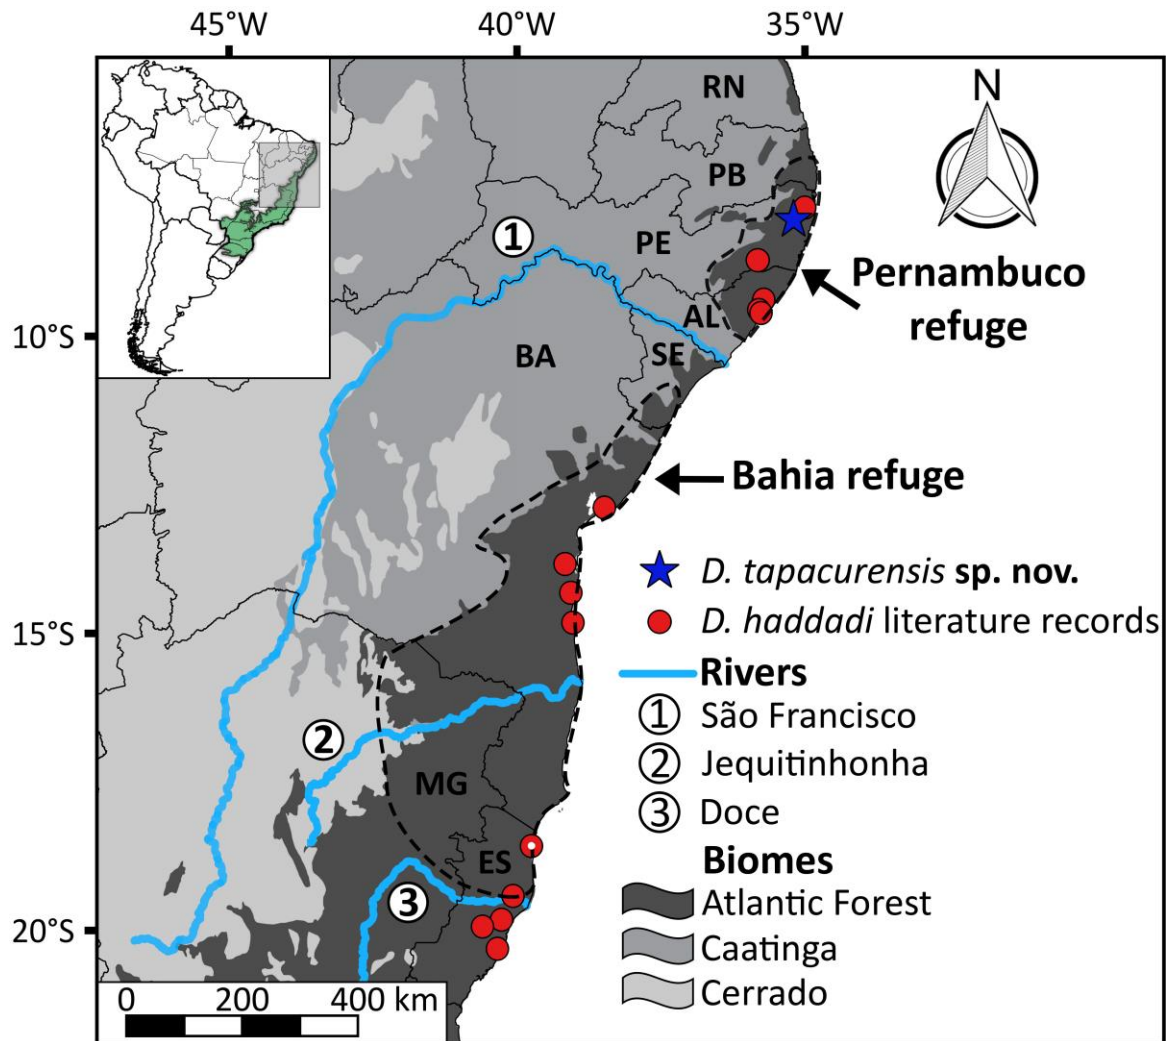 45°W 40°W 35°W
N
RN
PB
PE
AL
SE
BA
MG
ES
1
2
3
10°S
15°S
20°S
Pernambuco
refuge
Bahia refuge
D. tapacurensis sp. nov.
D. haddadi literature records
Rivers
1 São Francisco
2 Jequitinhonha
3 Doce
Biomes
Atlantic Forest
Caatinga
Cerrado
0 200 400 km